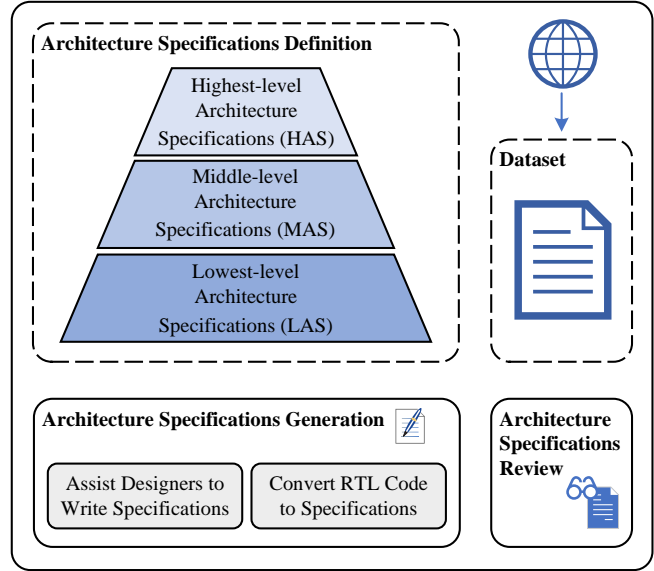 Architecture Specifications Definition
Highest-level
Architecture
Specifications (HAS)
Middle-level
Architecture
Specifications (MAS)
Lowest-level
Architecture
Specifications (LAS)
Dataset
Architecture Specifications Generation
Assist Designers to
Write Specifications
Convert RTL Code
to Specifications
Architecture
Specifications
Review